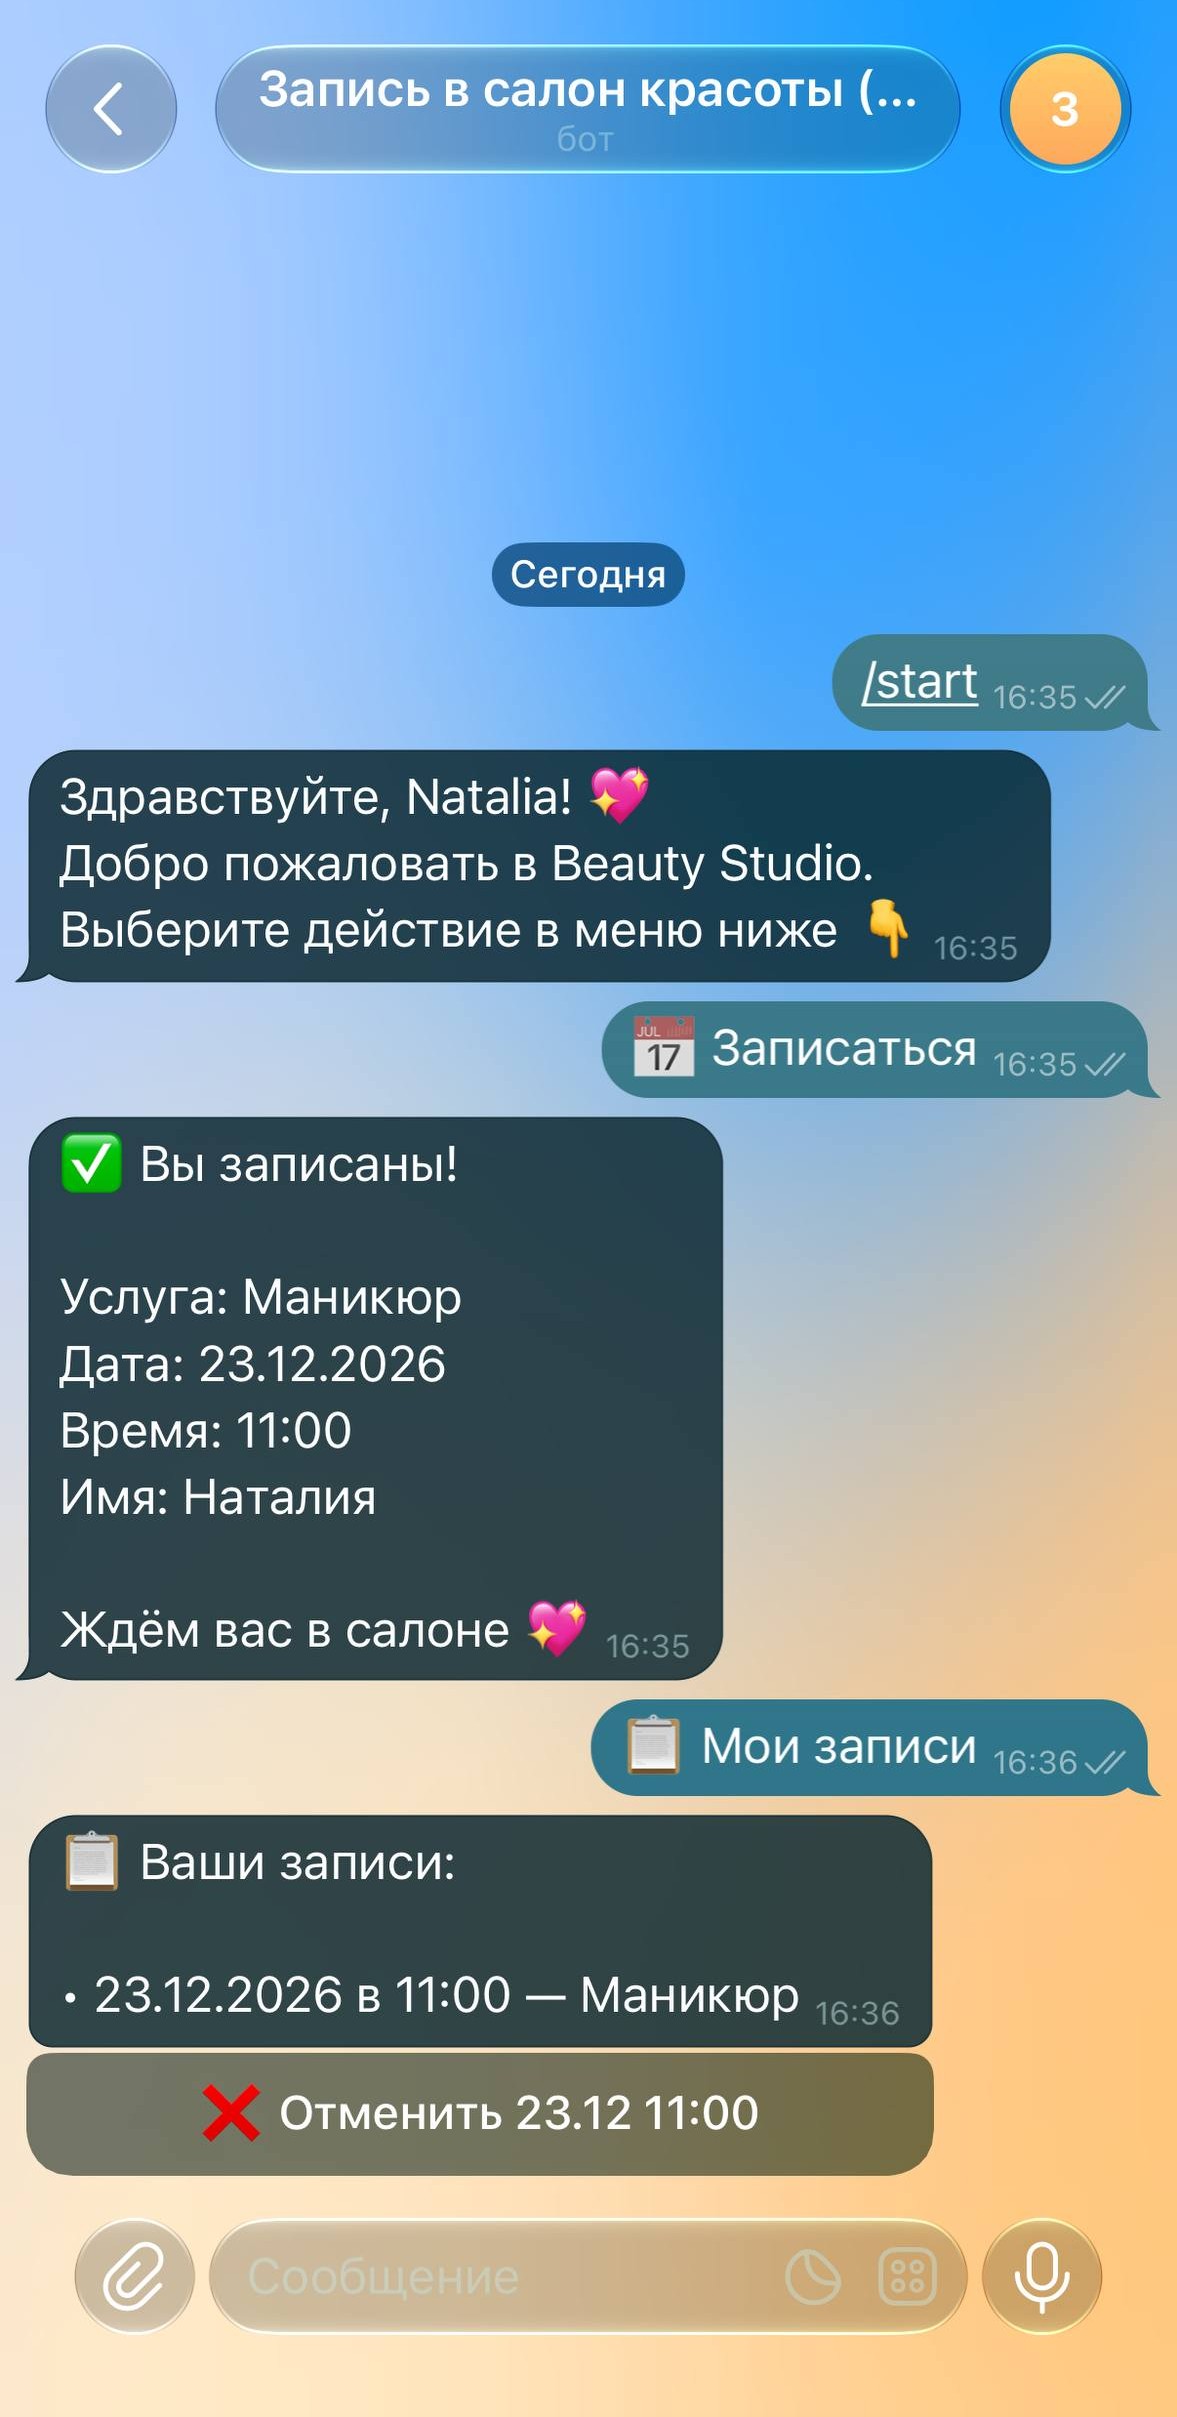 Запись в салон красоты (...
бот
З
Сегодня
/start 16:35
Здравствуйте, Natalia! 💖
Добро пожаловать в Beauty Studio.
Выберите действие в меню ниже 👇 16:35
📅 Записаться 16:35
✅ Вы записаны!
Услуга: Маникюр
Дата: 23.12.2026
Время: 11:00
Имя: Наталия
Ждём вас в салоне 💖 16:35
📋 Мои записи 16:36
📋 Ваши записи:
• 23.12.2026 в 11:00 — Маникюр 16:36
❌ Отменить 23.12 11:00
Сообщение